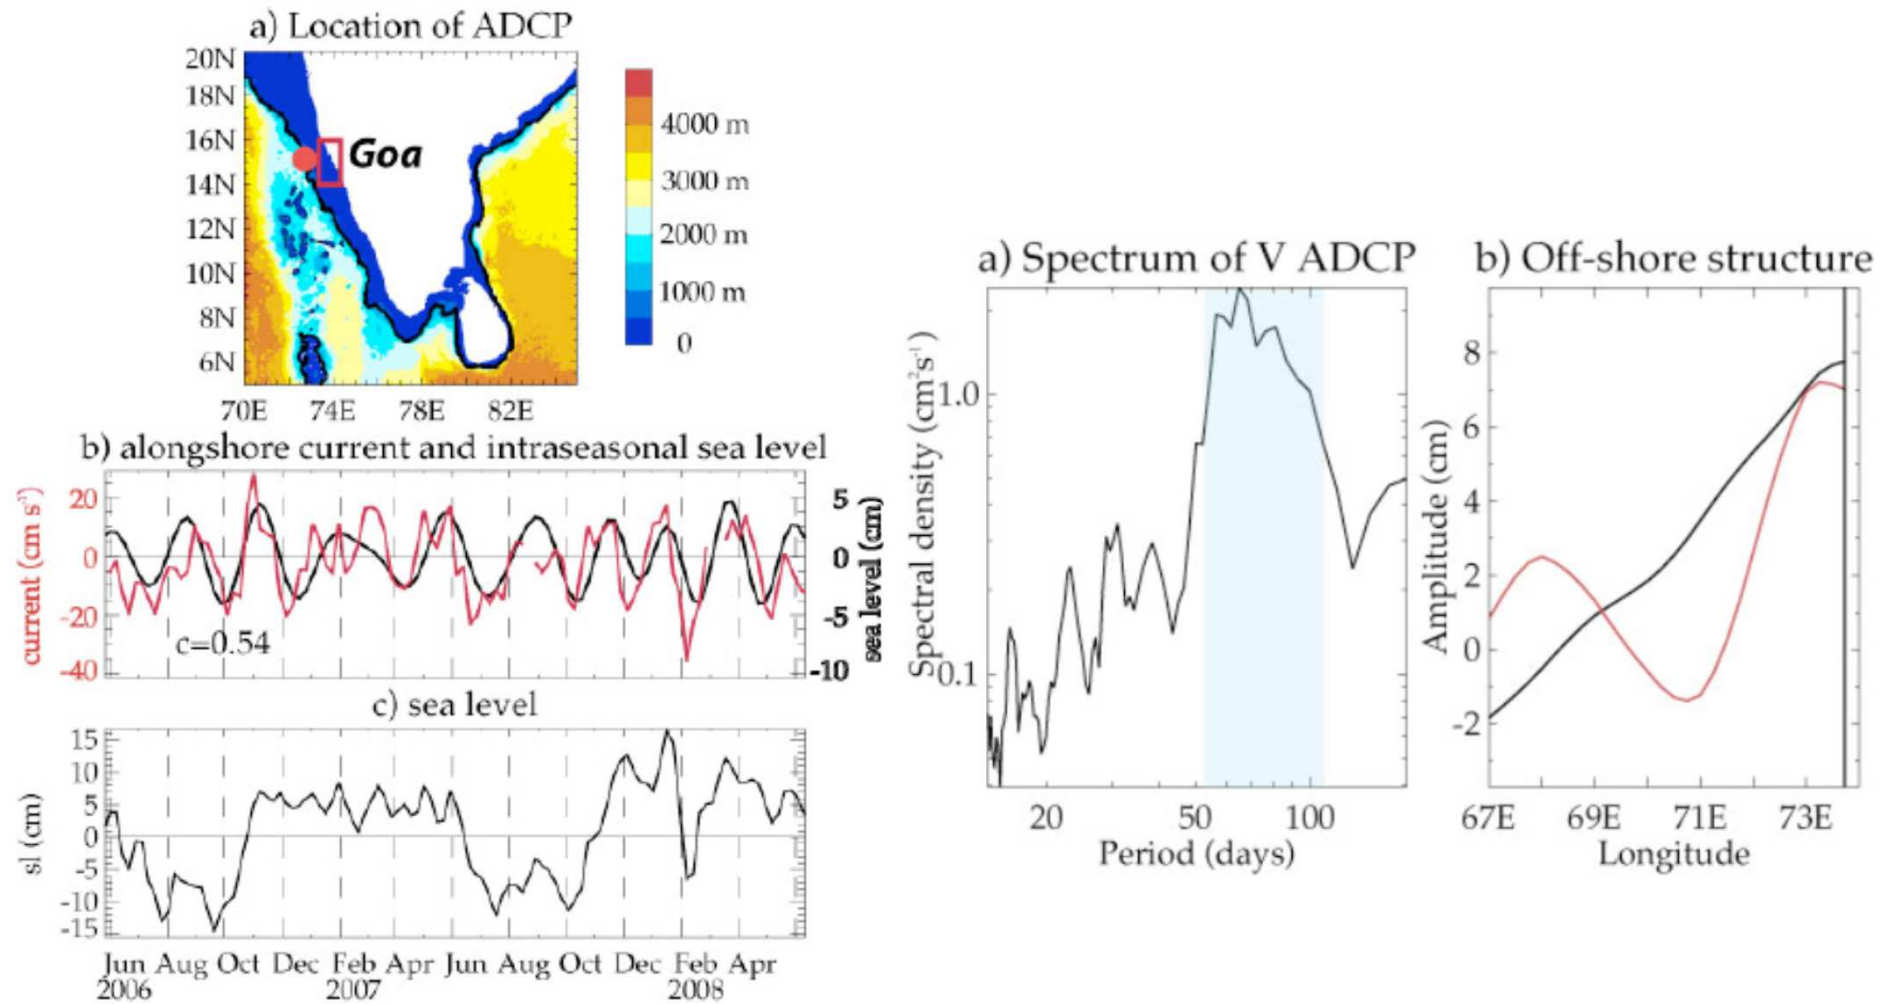 a) Location of ADCP
20N
18N
16N
14N
12N
10N
8N
6N
Goa
70E 74E 78E 82E
4000 m
3000 m
2000 m
1000 m
0
b) alongshore current and intraseasonal sea level
current (cm s⁻¹)
20
0
-20
-40
c=0.54
5
0
-5
-10
sea level (cm)
c) sea level
sl (cm)
15
10
5
0
-5
-10
-15
Jun Aug Oct Dec Feb Apr Jun Aug Oct Dec Feb Apr
2006 2007 2008
a) Spectrum of V ADCP
Spectral density (cm²s⁻¹)
1.0
0.1
20 50 100
Period (days)
b) Off-shore structure
Amplitude (cm)
8
6
4
2
0
-2
67E 69E 71E 73E
Longitude